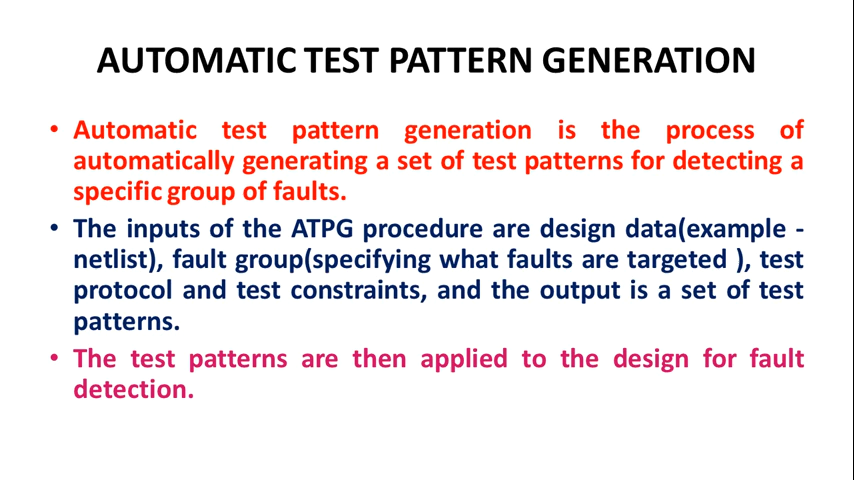 AUTOMATIC TEST PATTERN GENERATION
• Automatic test pattern generation is the process of
automatically generating a set of test patterns for detecting a
specific group of faults.
• The inputs of the ATPG procedure are design data(example -
netlist), fault group(specifying what faults are targeted ), test
protocol and test constraints, and the output is a set of test
patterns.
• The test patterns are then applied to the design for fault
detection.